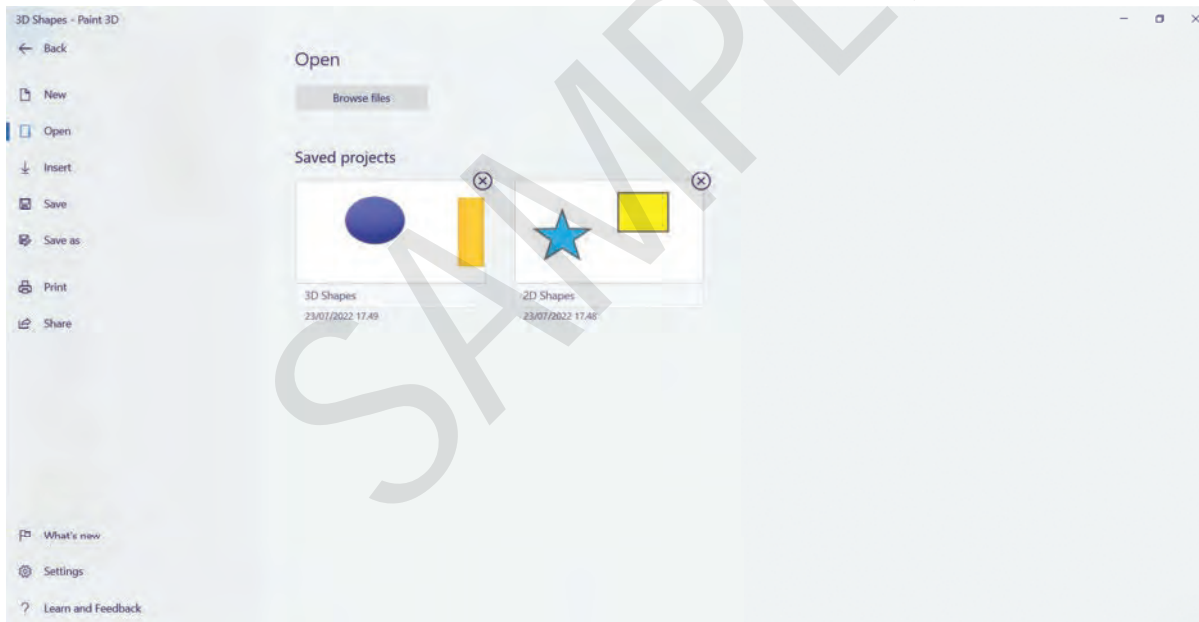 3D Shapes - Paint 3D
Back
New
Open
Insert
Save
Save as
Print
Share
What's new
Settings
Learn and Feedback
Open
Browse files
Saved projects
3D Shapes
23/07/2022 17.49
2D Shapes
23/07/2022 17.48
SAMPL